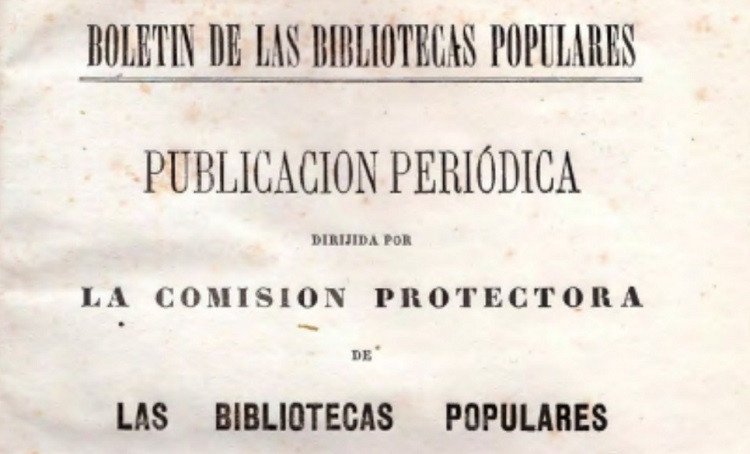 BOLETIN DE LAS BIBLIOTECAS POPULARES
PUBLICACION PERIÓDICA
DIRIJIDA POR
LA COMISION PROTECTORA
DE
LAS BIBLIOTECAS POPULARES